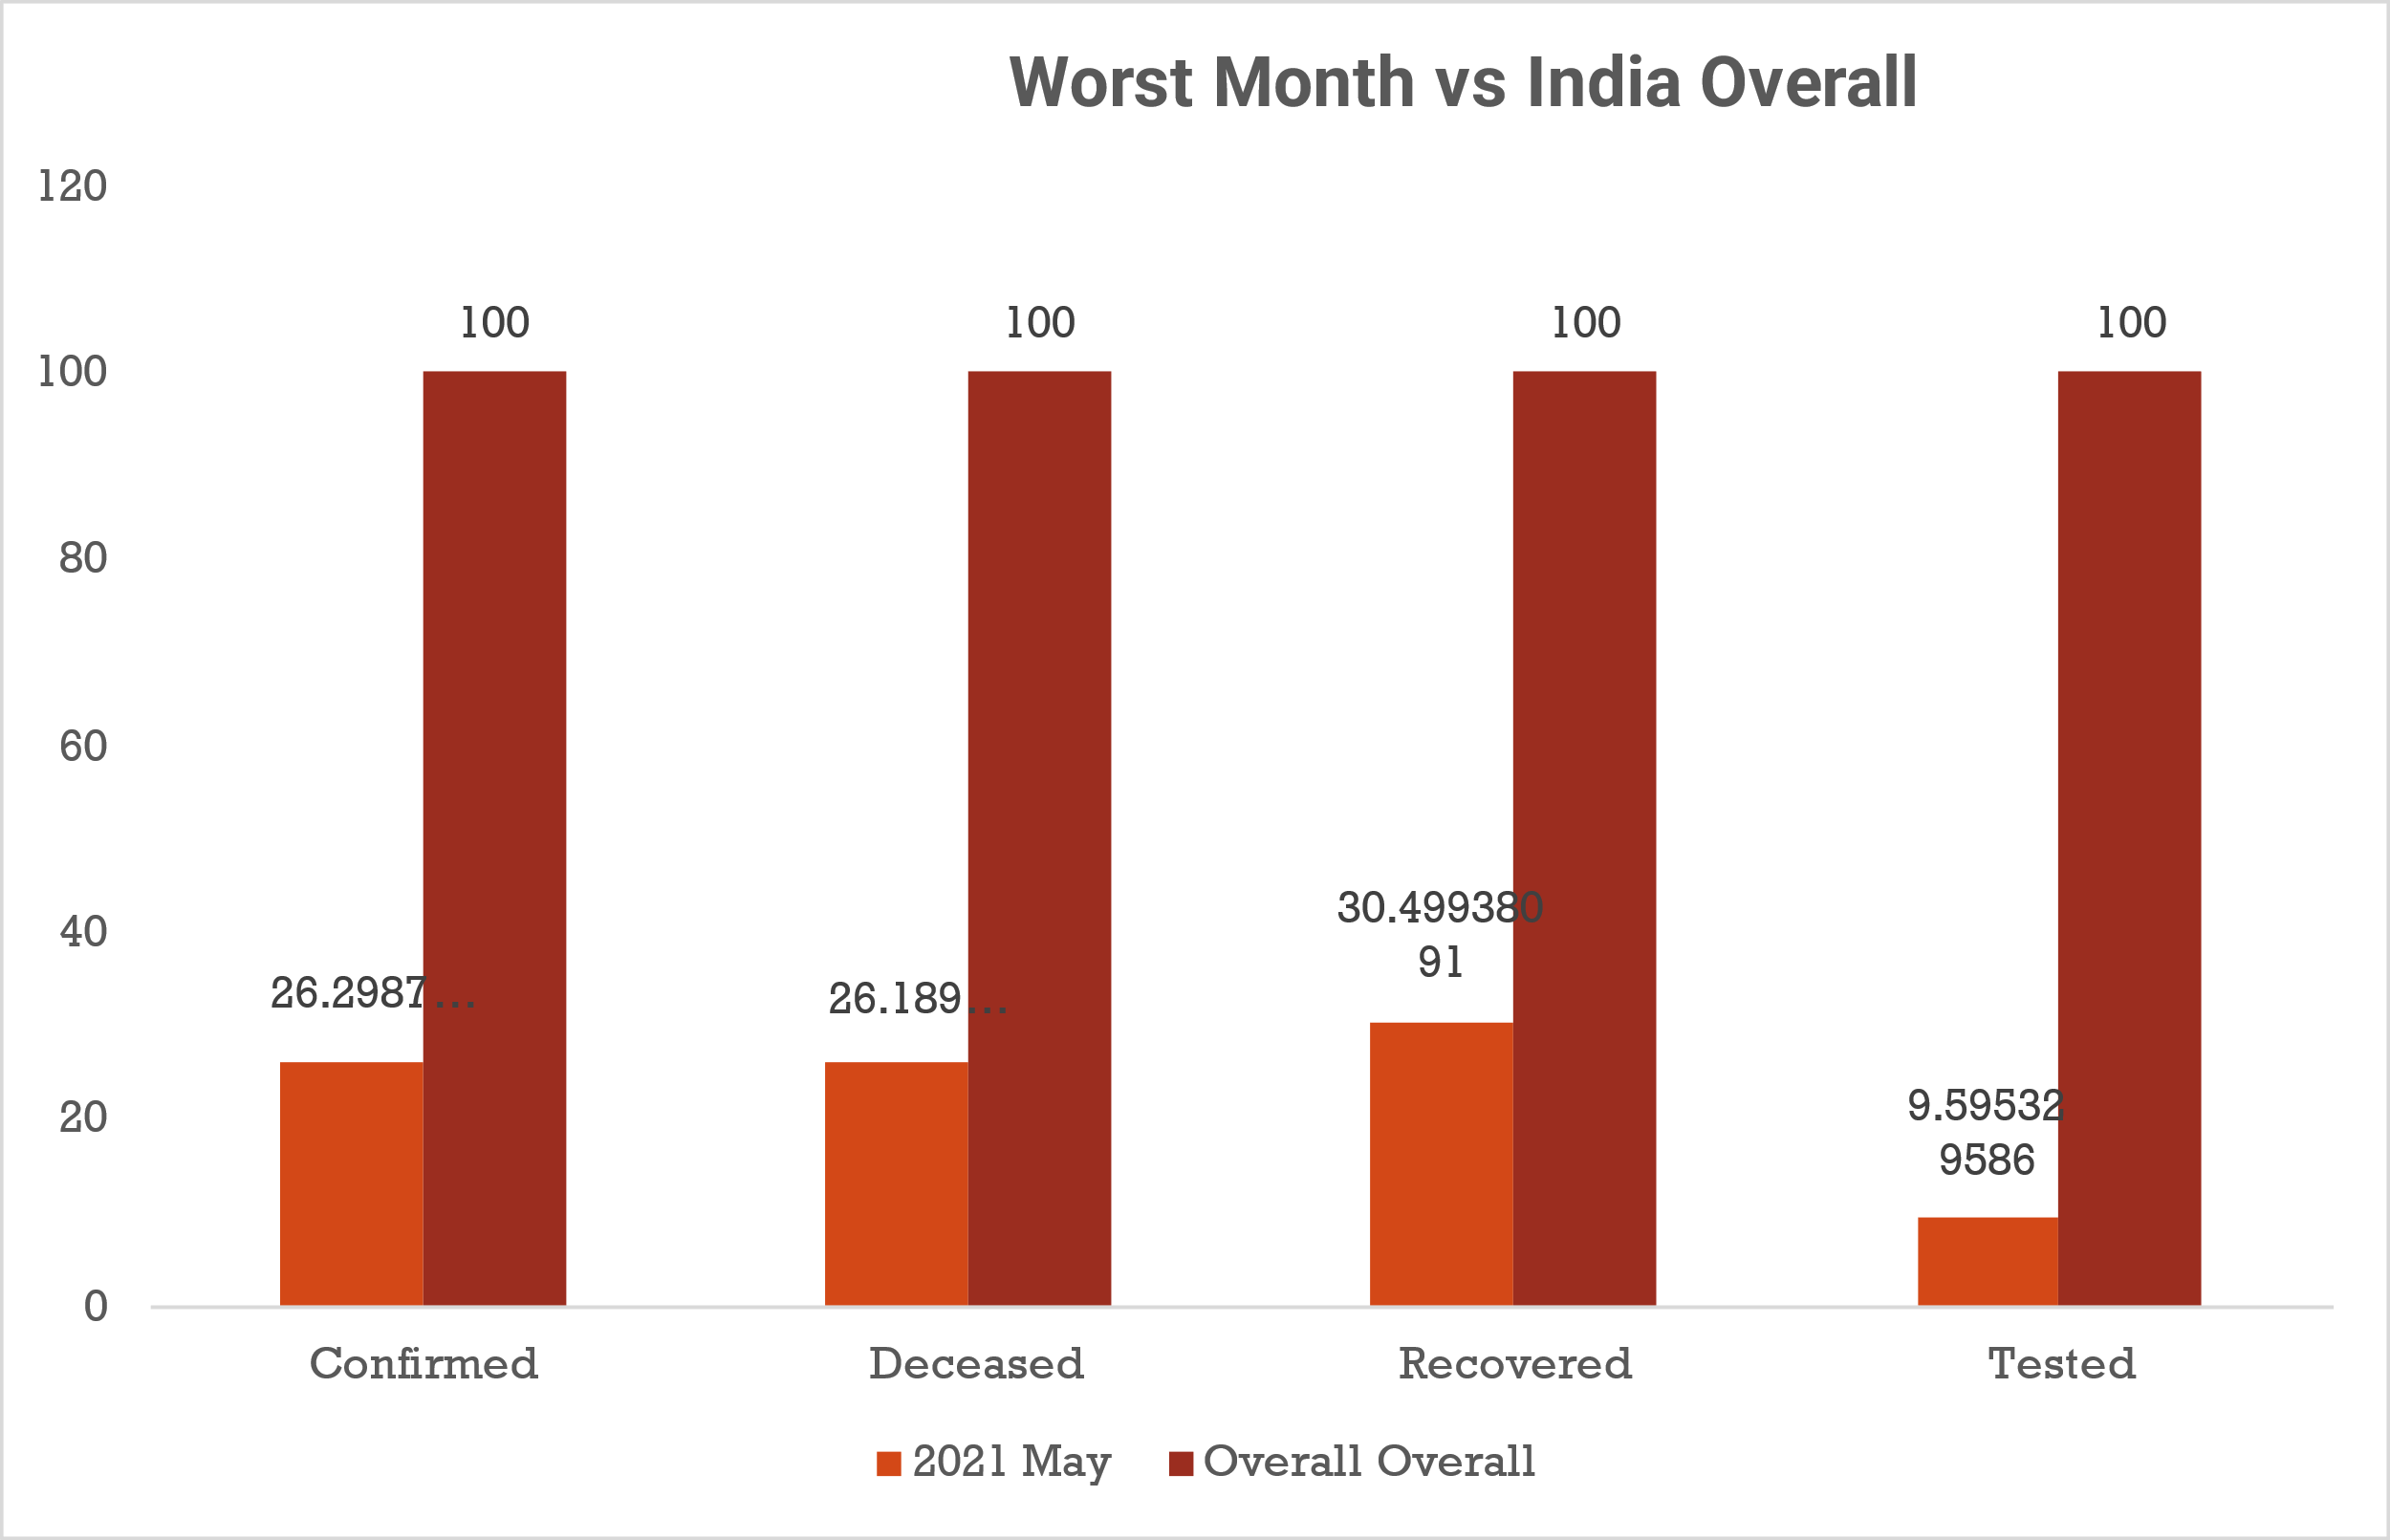 Worst Month vs India Overall
120
100
80
60
40
20
0
100
100
100
100
26.2987...
26.189...
30.499380
91
9.59532
9586
Confirmed
Deceased
Recovered
Tested
2021 May
Overall Overall